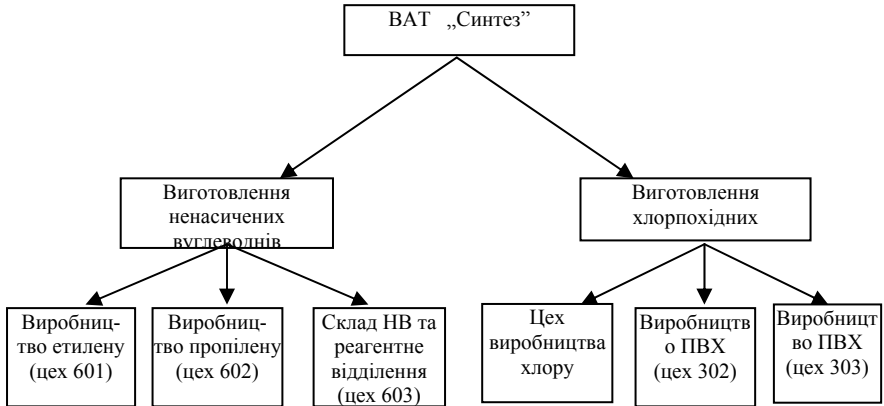 ВАТ „Синтез”
Виготовлення
ненасичених
вуглеводнів
Виготовлення
хлорпохідних
Виробниц-
тво етилену
(цех 601)
Виробниц-
тво пропілену
(цех 602)
Склад НВ та
реагентне
відділення
(цех 603)
Цех
виробництва
хлору
Виробництв
о ПВХ
(цех 302)
Виробницт
во ПВХ
(цех 303)